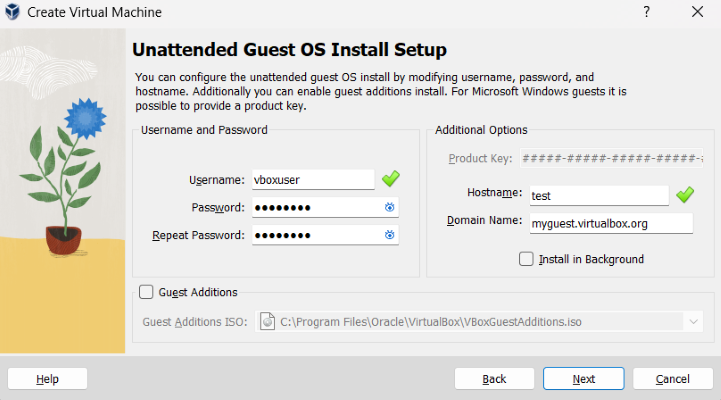 Create Virtual Machine
?
Unattended Guest OS Install Setup
You can configure the unattended guest OS install by modifying username, password, and
hostname. Additionally you can enable guest additions install. For Microsoft Windows guests it is
possible to provide a product key.
Username and Password
Username: vboxuser
Password: ●●●●●●●●
Repeat Password: ●●●●●●●●
Additional Options
Product Key: #####-#####-#####-#####-#
Hostname: test
Domain Name: myguest.virtualbox.org
Install in Background
Guest Additions
Guest Additions ISO: C:\Program Files\Oracle\VirtualBox\VBoxGuestAdditions.iso
Help
Back
Next
Cancel